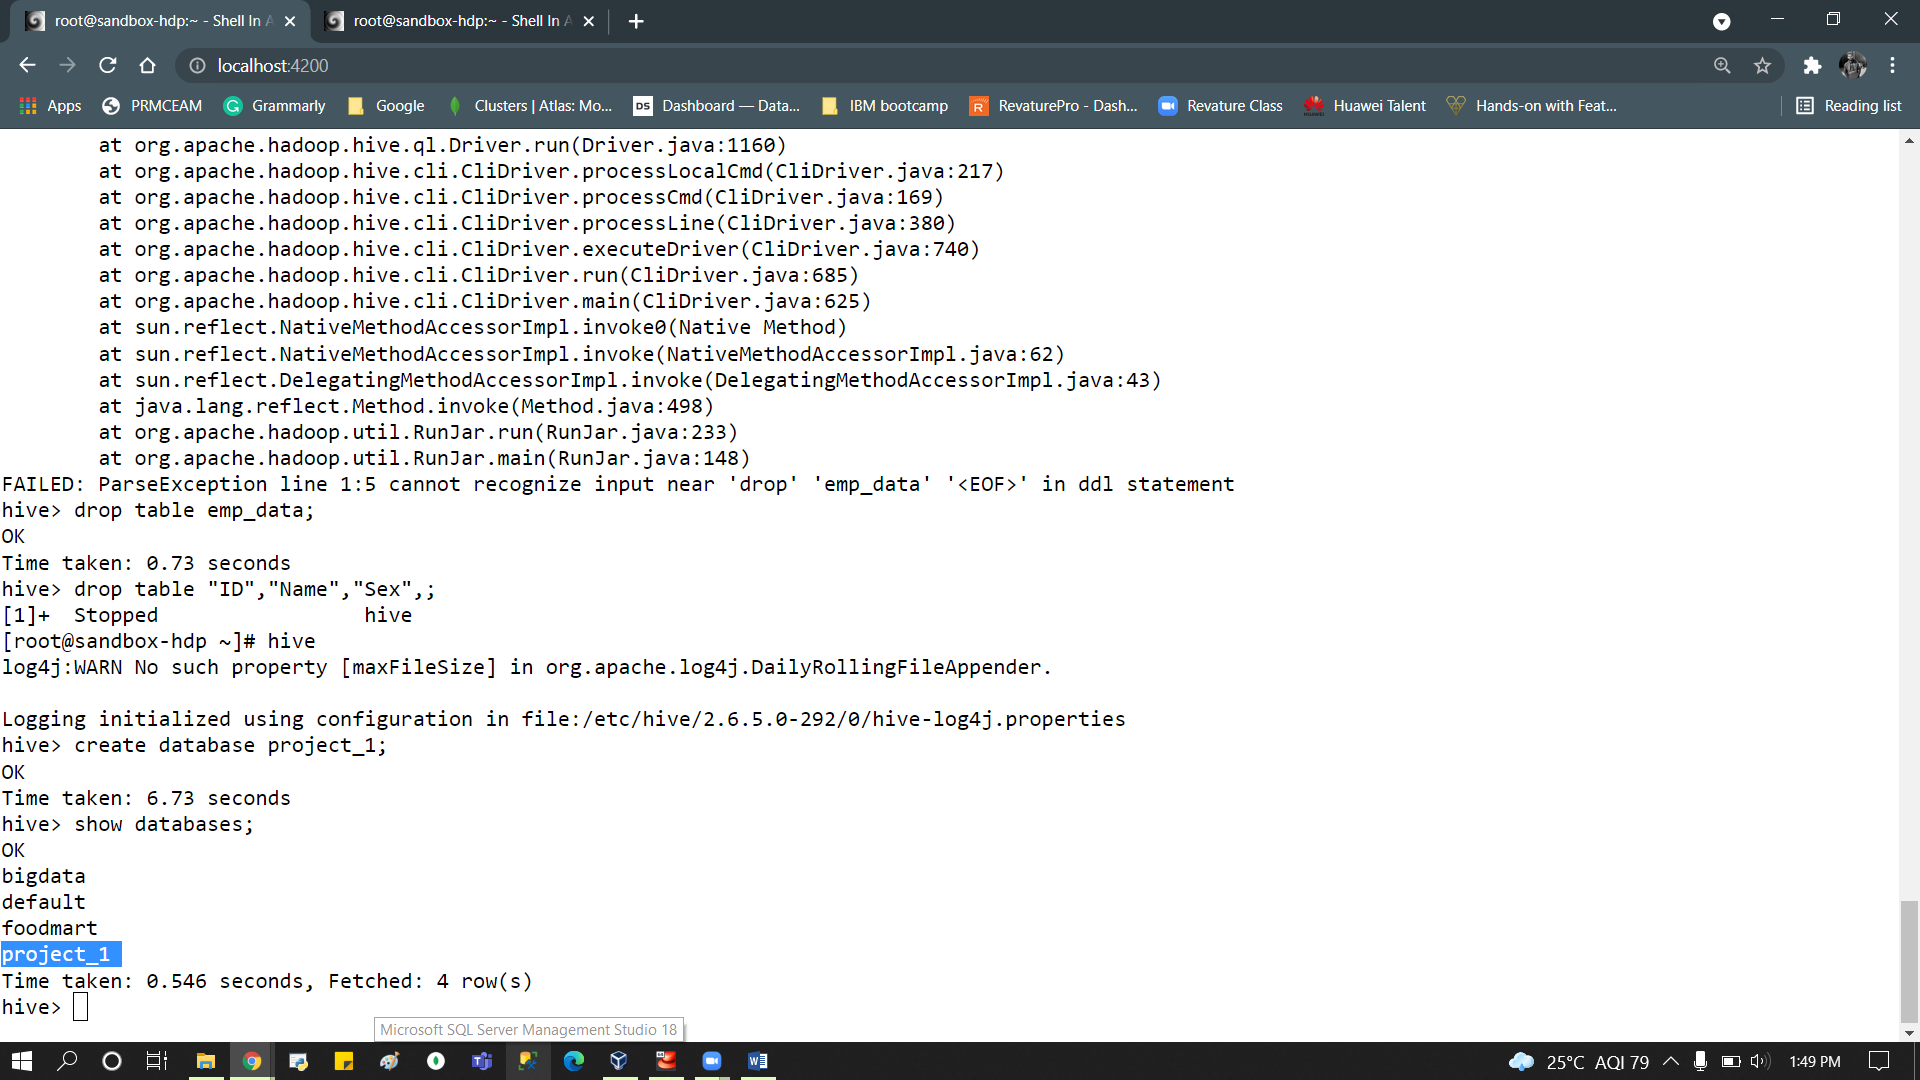 root@sandbox-hdp:~ - Shell In A
root@sandbox-hdp:~ - Shell In A
localhost:4200
Apps PRMCEAM Grammarly Google Clusters | Atlas: Mo... DS Dashboard — Data... IBM bootcamp R RevaturePro - Dash... Revature Class Huawei Talent Hands-on with Feat... Reading list
at org.apache.hadoop.hive.ql.Driver.run(Driver.java:1160)
at org.apache.hadoop.hive.cli.CliDriver.processLocalCmd(CliDriver.java:217)
at org.apache.hadoop.hive.cli.CliDriver.processCmd(CliDriver.java:169)
at org.apache.hadoop.hive.cli.CliDriver.processLine(CliDriver.java:380)
at org.apache.hadoop.hive.cli.CliDriver.executeDriver(CliDriver.java:740)
at org.apache.hadoop.hive.cli.CliDriver.run(CliDriver.java:685)
at org.apache.hadoop.hive.cli.CliDriver.main(CliDriver.java:625)
at sun.reflect.NativeMethodAccessorImpl.invoke0(Native Method)
at sun.reflect.NativeMethodAccessorImpl.invoke(NativeMethodAccessorImpl.java:62)
at sun.reflect.DelegatingMethodAccessorImpl.invoke(DelegatingMethodAccessorImpl.java:43)
at java.lang.reflect.Method.invoke(Method.java:498)
at org.apache.hadoop.util.RunJar.run(RunJar.java:233)
at org.apache.hadoop.util.RunJar.main(RunJar.java:148)
FAILED: ParseException line 1:5 cannot recognize input near 'drop' 'emp_data' '<EOF>' in ddl statement
hive> drop table emp_data;
OK
Time taken: 0.73 seconds
hive> drop table "ID","Name","Sex",;
[1]+  Stopped                 hive
[root@sandbox-hdp ~]# hive
log4j:WARN No such property [maxFileSize] in org.apache.log4j.DailyRollingFileAppender.
Logging initialized using configuration in file:/etc/hive/2.6.5.0-292/0/hive-log4j.properties
hive> create database project_1;
OK
Time taken: 6.73 seconds
hive> show databases;
OK
bigdata
default
foodmart
project_1
Time taken: 0.546 seconds, Fetched: 4 row(s)
hive>
Microsoft SQL Server Management Studio 18
25°C AQI 79 1:49 PM